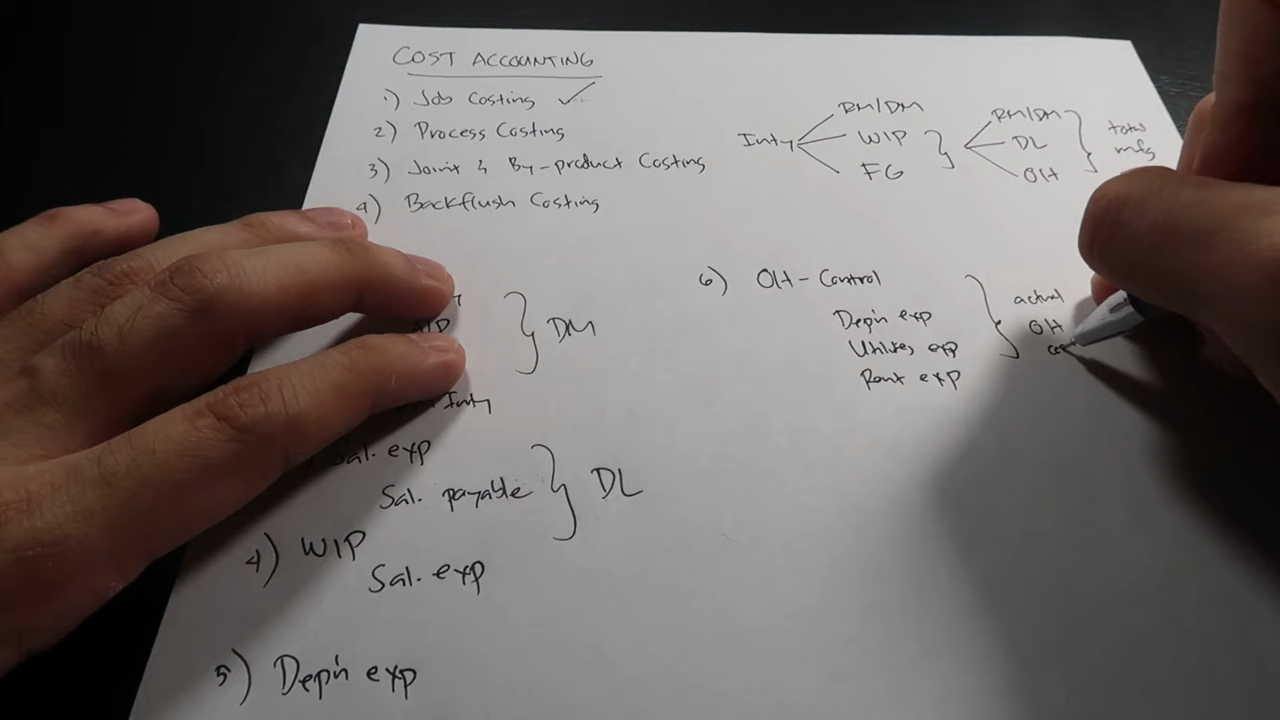 COST ACCOUNTING
1) Job Costing ✓
2) Process Costing
3) Joint & By-product Costing
4) Backflush Costing
Inty
RM/DM
WIP
FG
RM/DM
DL
OH
total
mfg
DM
Inty
Sal. exp
Sal. payable
DL
4) WIP
Sal. exp
5) Dep'n exp
6) OH-Control
Dep'n exp
Utilities exp
Rent exp
actual
OH